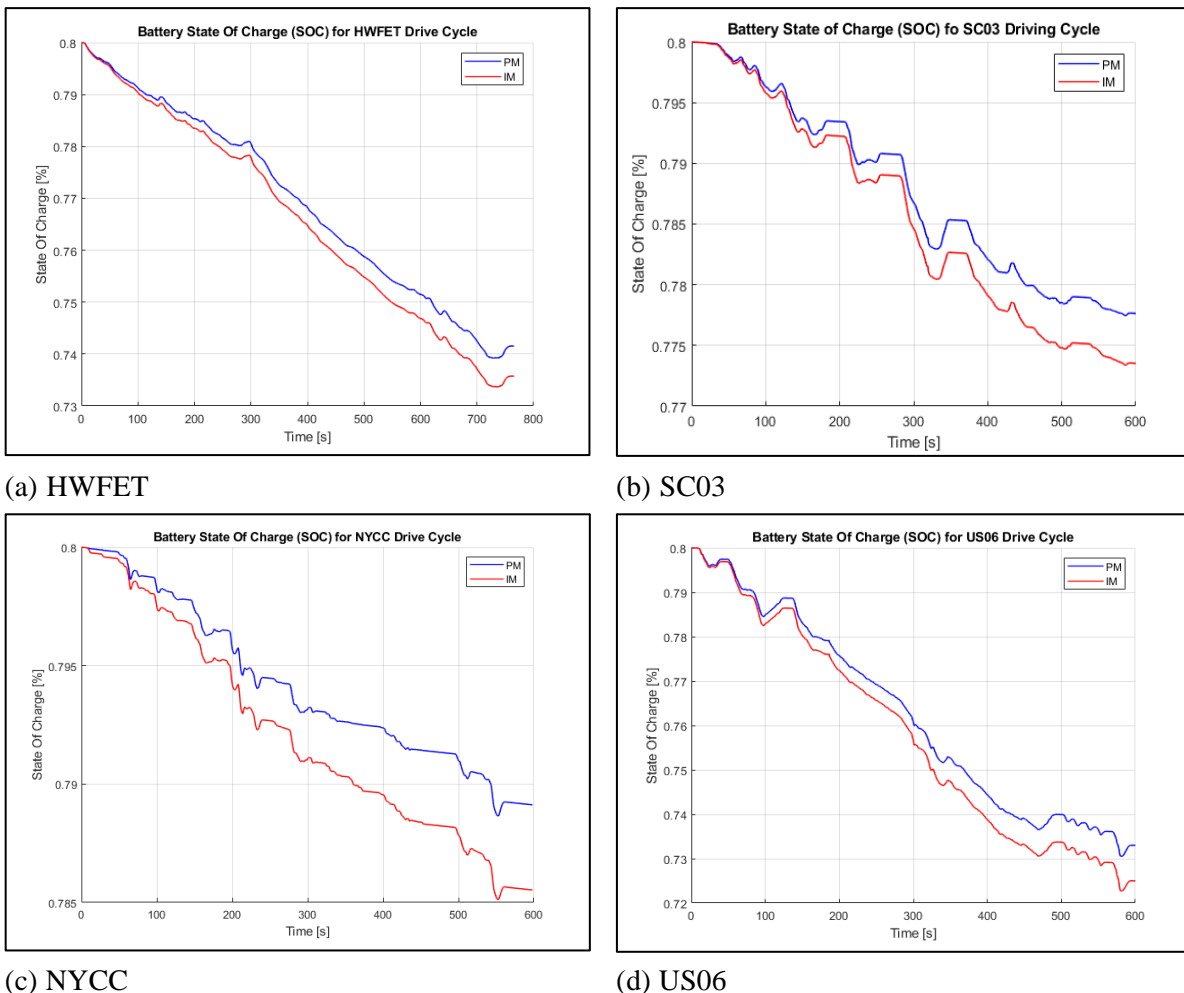 Battery State Of Charge (SOC) for HWFET Drive Cycle
State Of Charge [%]
0.8
0.79
0.78
0.77
0.76
0.75
0.74
0.73
PM
IM
0 100 200 300 400 500 600 700 800
Time [s]
(a) HWFET
Battery State of Charge (SOC) fo SC03 Driving Cycle
State Of Charge [%]
0.8
0.795
0.79
0.785
0.78
0.775
0.77
PM
IM
0 100 200 300 400 500 600
Time [s]
(b) SC03
Battery State Of Charge (SOC) for NYCC Drive Cycle
State Of Charge [%]
0.8
0.795
0.79
0.785
PM
IM
0 100 200 300 400 500 600
Time [s]
(c) NYCC
Battery State Of Charge (SOC) for US06 Drive Cycle
State Of Charge [%]
0.8
0.79
0.78
0.77
0.76
0.75
0.74
0.73
0.72
PM
IM
0 100 200 300 400 500 600
Time [s]
(d) US06